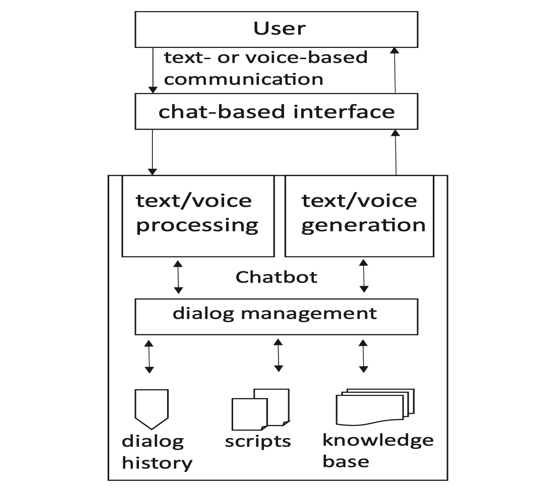 User
text- or voice-based
communication
chat-based interface
text/voice
processing
text/voice
generation
Chatbot
dialog management
dialog
history
scripts
knowledge
base